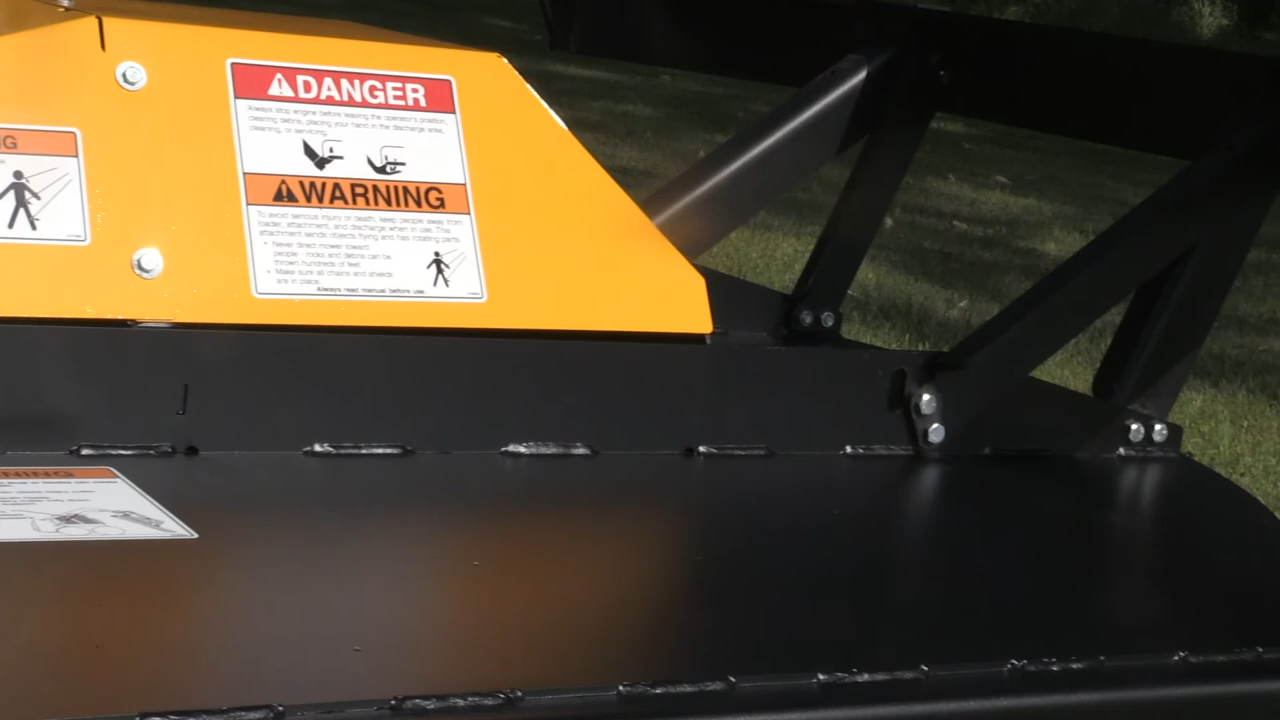 DANGER
Always stop engine before leaving the operator's position,
clearing debris, placing your hand in the discharge area,
cleaning, or servicing.
WARNING
To avoid serious injury or death, keep people away from
loader, attachment, and discharge when in use. This
attachment sends objects flying and has rotating parts.
• Never direct mower toward
people - rocks and debris can be
thrown hundreds of feet.
• Make sure all chains and shields
are in place.
Always read manual before use.
NG
NING